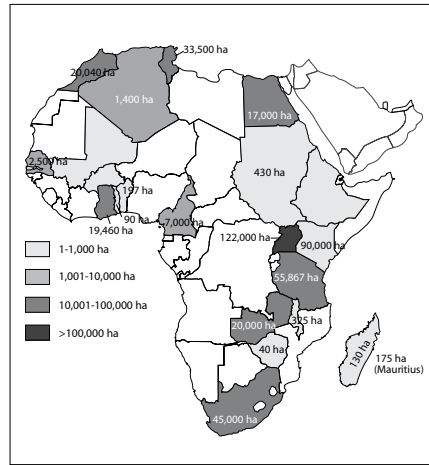 33,500 ha
20,040 ha
1,400 ha
17,000 ha
2,500 ha
197 ha
430 ha
90 ha
7,000 ha
19,460 ha
122,000 ha
90,000 ha
55,867 ha
20,000 ha
325 ha
40 ha
130 ha
175 ha
(Mauritius)
45,000 ha
1-1,000 ha
1,001-10,000 ha
10,001-100,000 ha
>100,000 ha